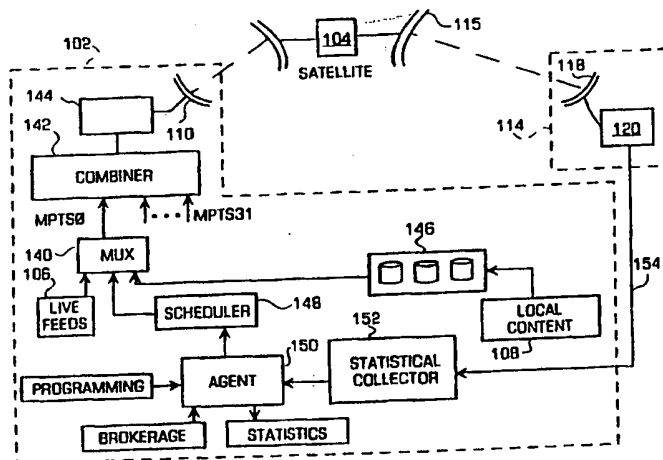 102
104
SATELLITE
115
118
144
110
114
120
142
COMBINER
MPTS0
MPTS31
140
MUX
146
106
LIVE
FEEDS
SCHEDULER
148
154
LOCAL
CONTENT
108
152
150
STATISTICAL
COLLECTOR
AGENT
PROGRAMMING
BROKERAGE
STATISTICS